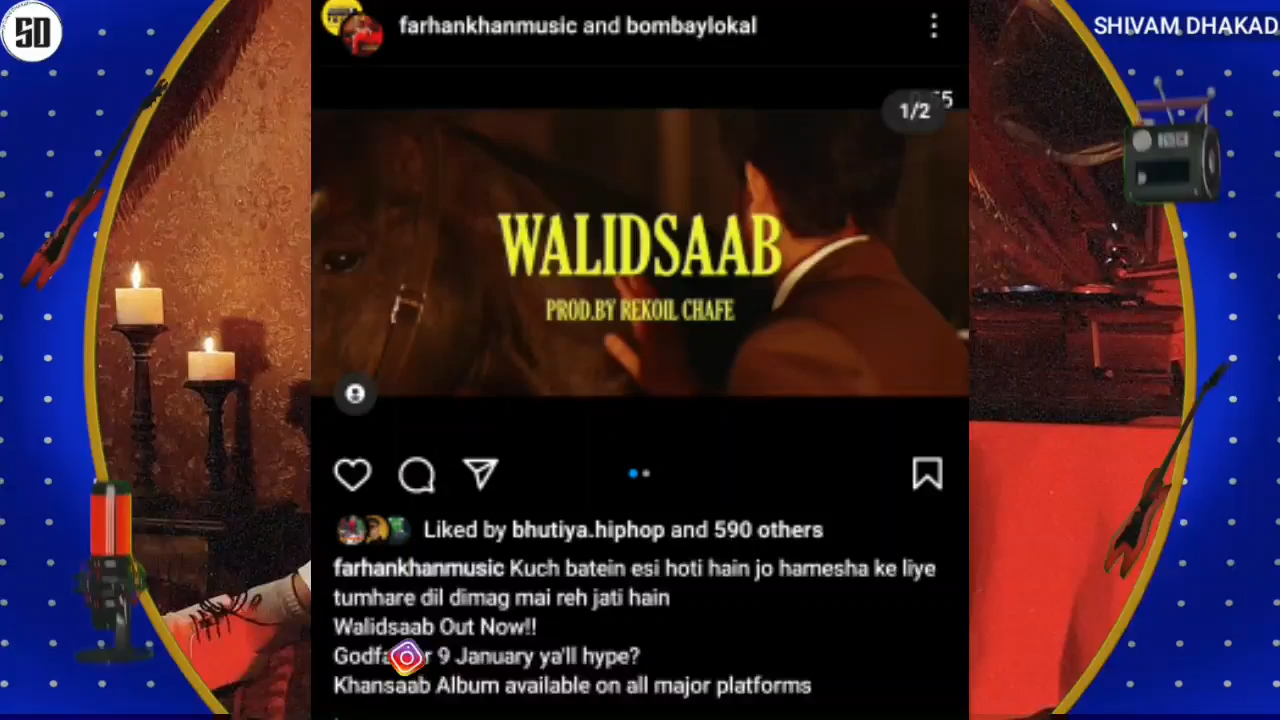 SD
SHIVAM DHAKAD
farhankhanmusic and bombaylokal
1/2
WALIDSAAB
PROD.BY REKOIL CHAFE
Liked by bhutiya.hiphop and 590 others
farhankhanmusic Kuch batein esi hoti hain jo hamesha ke liye
tumhare dil dimag mai reh jati hain
Walidsaab Out Now!!
9 January ya'll hype?
Khansaab Album available on all major platforms